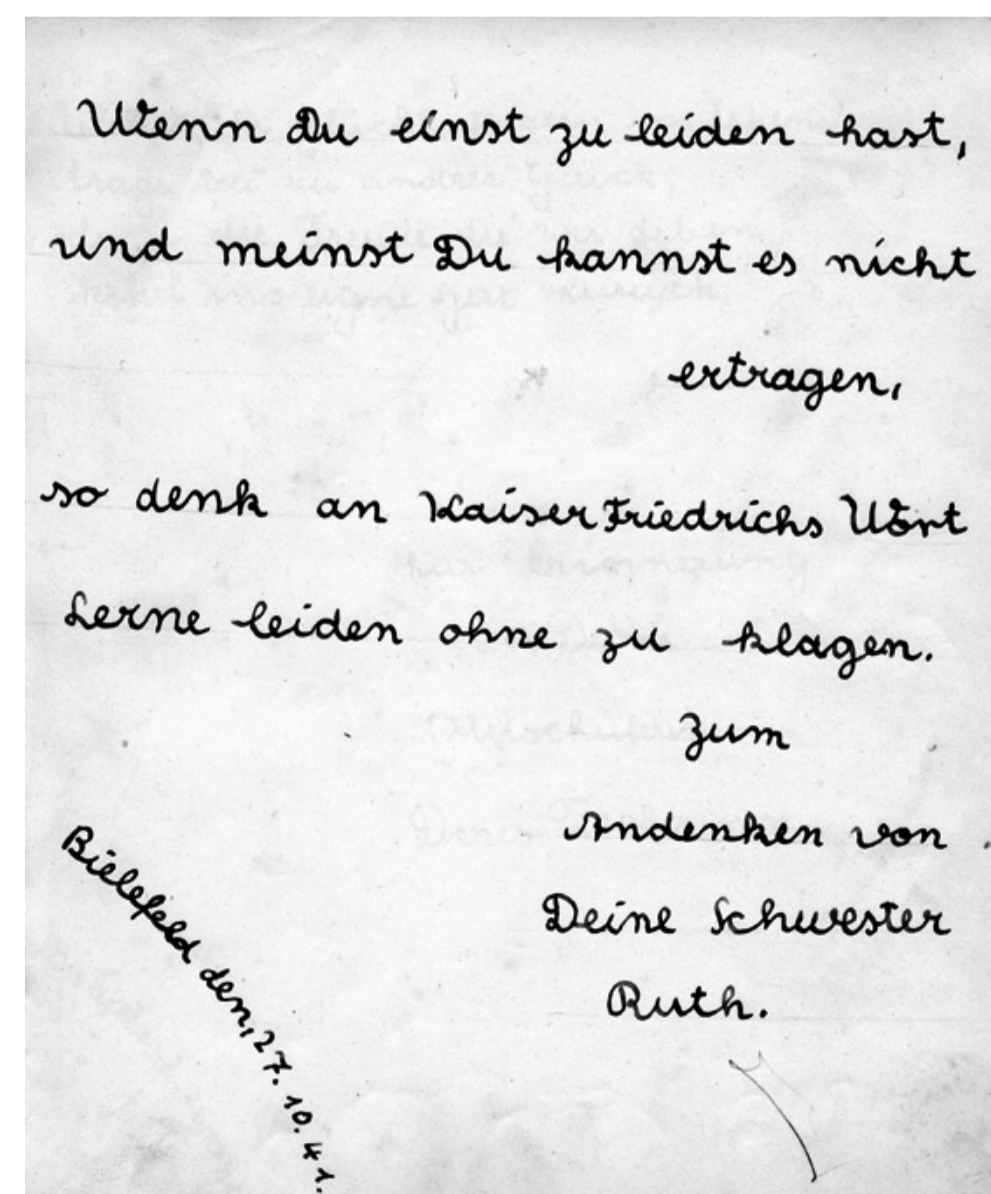 Wenn Du einst zu leiden hast,
und meinst Du kannst es nicht
ertragen,
so denk an Kaiser Friedrichs Wort
Lerne leiden ohne zu klagen.
Zum
Andenken von
Deine Schwester
Ruth.
Bielefeld den, 27. 10. 41.